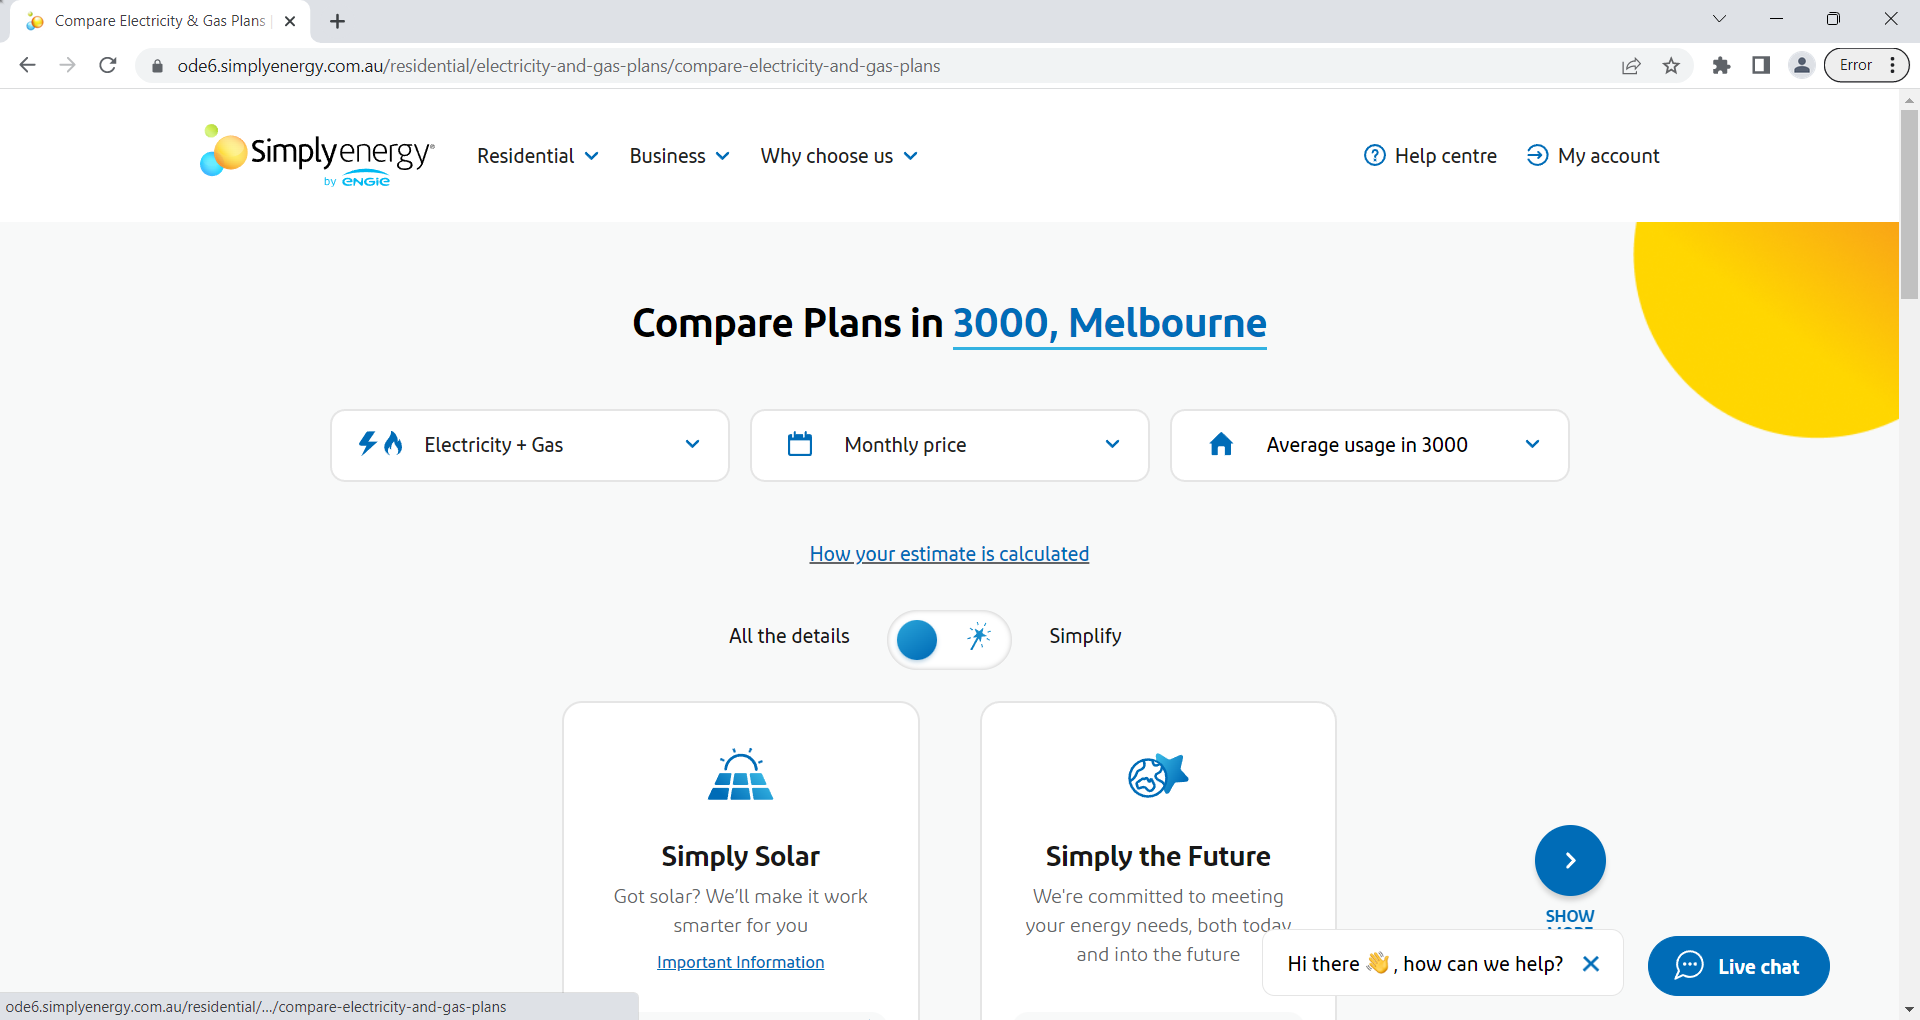 Compare Electricity & Gas Plans |
ode6.simplyenergy.com.au/residential/electricity-and-gas-plans/compare-electricity-and-gas-plans
Error
Simplyenergy®
by ENGIE
Residential
Business
Why choose us
Help centre
My account
Compare Plans in 3000, Melbourne
Electricity + Gas
Monthly price
Average usage in 3000
How your estimate is calculated
All the details
Simplify
Simply Solar
Got solar? We’ll make it work
smarter for you
Important Information
Simply the Future
We're committed to meeting
your energy needs, both today
and into the future
SHOW
MORE
Hi there 👋, how can we help?
Live chat
ode6.simplyenergy.com.au/residential/.../compare-electricity-and-gas-plans